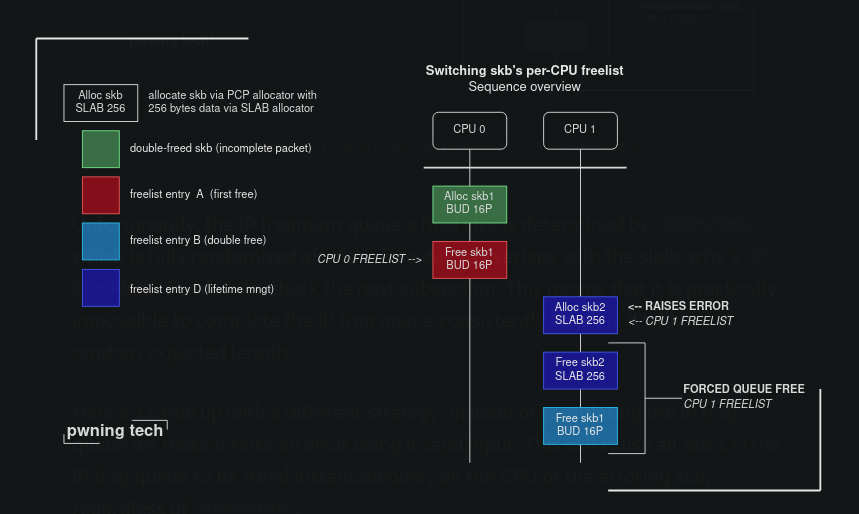 Switching skb's per-CPU freelist
Sequence overview
Alloc skb
SLAB 256
allocate skb via PCP allocator with
256 bytes data via SLAB allocator
double-freed skb (incomplete packet)
freelist entry A (first free)
freelist entry B (double free)
freelist entry D (lifetime mngt)
CPU 0
CPU 1
Alloc skb1
BUD 16P
CPU 0 FREELIST -->
Free skb1
BUD 16P
Alloc skb2
SLAB 256
<-- RAISES ERROR
<-- CPU 1 FREELIST
Free skb2
SLAB 256
FORCED QUEUE FREE
CPU 1 FREELIST
Free skb1
BUD 16P
pwning tech